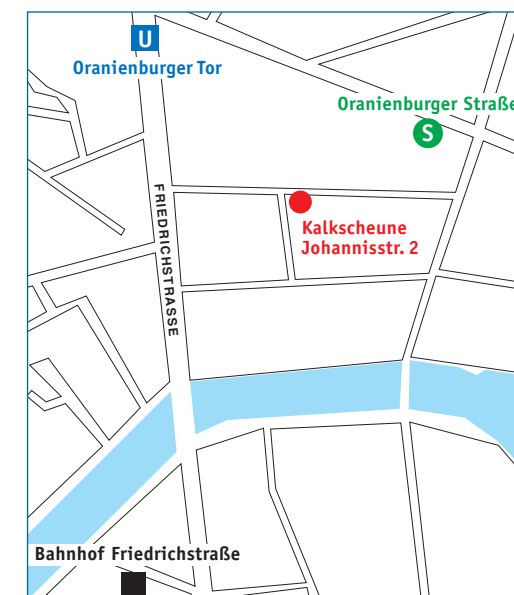 U
Oranienburger Tor
Oranienburger Straße
S
Kalkscheune
Johannisstr. 2
FRIEDRICHSTRASSE
Bahnhof Friedrichstraße